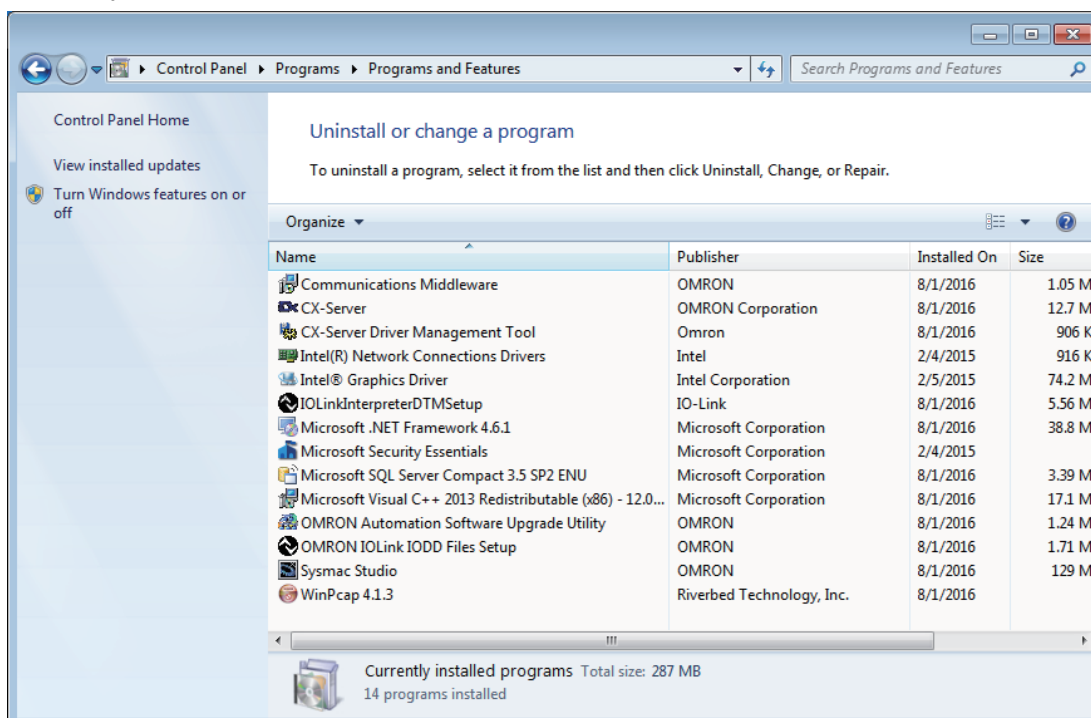 Control Panel ▸ Programs ▸ Programs and Features Search Programs and Features
Control Panel Home
View installed updates
Turn Windows features on or
off
Uninstall or change a program
To uninstall a program, select it from the list and then click Uninstall, Change, or Repair.
Organize
Name Publisher Installed On Size
Communications Middleware OMRON 8/1/2016 1.05 M
CX-Server OMRON Corporation 8/1/2016 12.7 M
CX-Server Driver Management Tool Omron 8/1/2016 906 K
Intel(R) Network Connections Drivers Intel 2/4/2015 916 K
Intel® Graphics Driver Intel Corporation 2/5/2015 74.2 M
IOLinkInterpreterDTMSetup IO-Link 8/1/2016 5.56 M
Microsoft .NET Framework 4.6.1 Microsoft Corporation 8/1/2016 38.8 M
Microsoft Security Essentials Microsoft Corporation 2/4/2015
Microsoft SQL Server Compact 3.5 SP2 ENU Microsoft Corporation 8/1/2016 3.39 M
Microsoft Visual C++ 2013 Redistributable (x86) - 12.0... Microsoft Corporation 8/1/2016 17.1 M
OMRON Automation Software Upgrade Utility OMRON 8/1/2016 1.24 M
OMRON IOLink IODD Files Setup OMRON 8/1/2016 1.71 M
Sysmac Studio OMRON 8/1/2016 129 M
WinPcap 4.1.3 Riverbed Technology, Inc. 8/1/2016
Currently installed programs Total size: 287 MB
14 programs installed